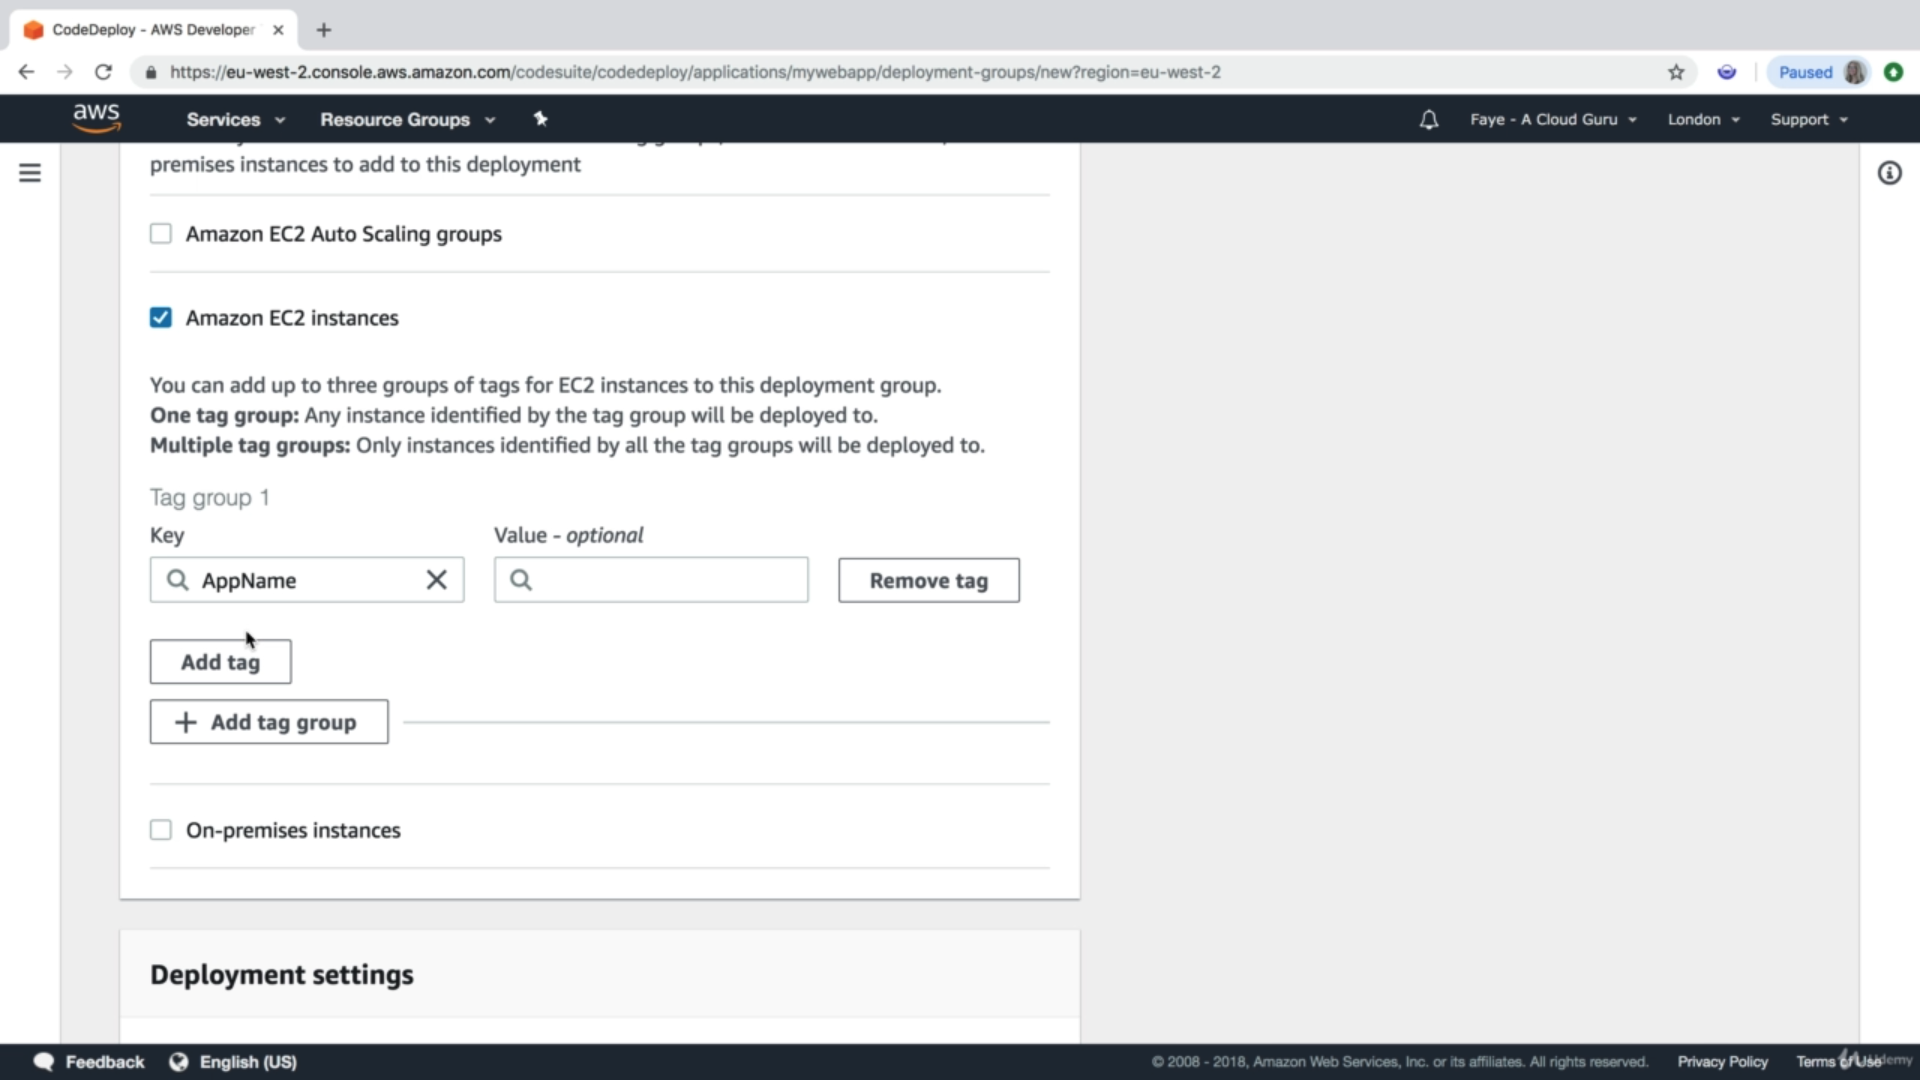 CodeDeploy - AWS Developer
https://eu-west-2.console.aws.amazon.com/codesuite/codedeploy/applications/mywebapp/deployment-groups/new?region=eu-west-2
Paused
aws
Services
Resource Groups
Faye - A Cloud Guru
London
Support
premises instances to add to this deployment
Amazon EC2 Auto Scaling groups
Amazon EC2 instances
You can add up to three groups of tags for EC2 instances to this deployment group.
One tag group: Any instance identified by the tag group will be deployed to.
Multiple tag groups: Only instances identified by all the tag groups will be deployed to.
Tag group 1
Key
Value - optional
AppName
Remove tag
Add tag
Add tag group
On-premises instances
Deployment settings
Feedback
English (US)
© 2008 - 2018, Amazon Web Services, Inc. or its affiliates. All rights reserved.
Privacy Policy
Terms of Use